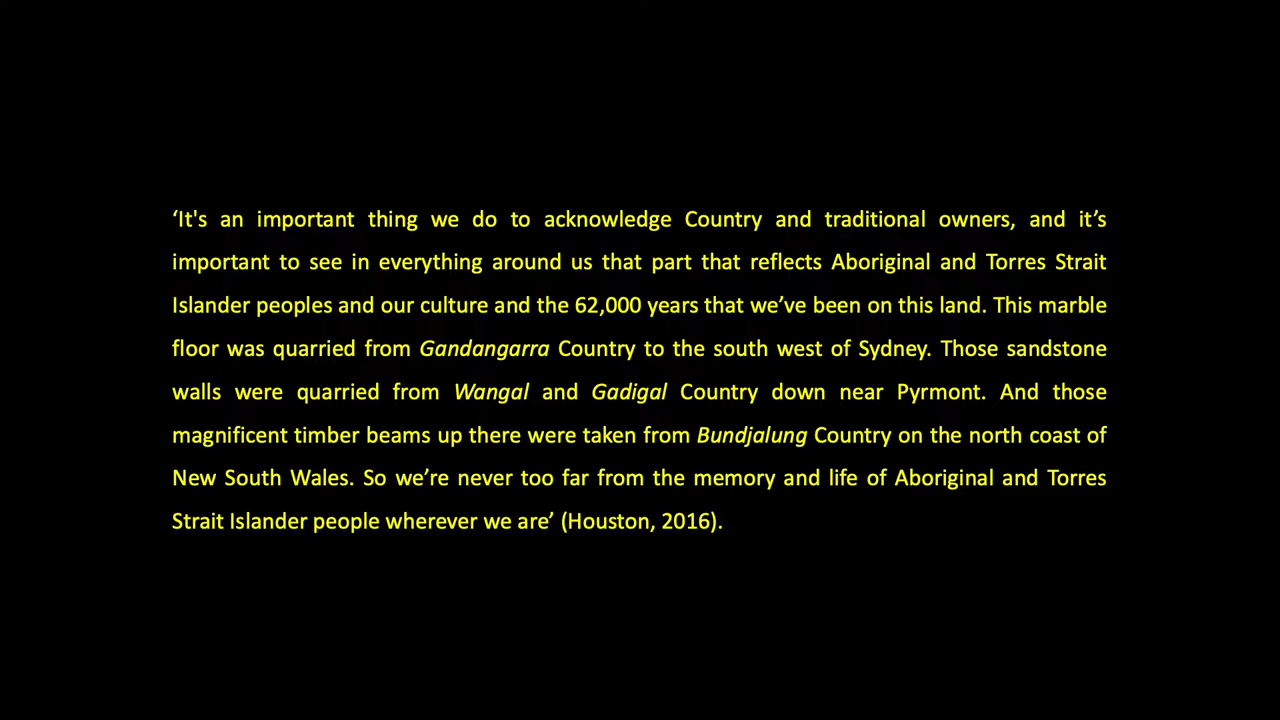 ‘It's an important thing we do to acknowledge Country and traditional owners, and it’s
important to see in everything around us that part that reflects Aboriginal and Torres Strait
Islander peoples and our culture and the 62,000 years that we’ve been on this land. This marble
floor was quarried from Gandangarra Country to the south west of Sydney. Those sandstone
walls were quarried from Wangal and Gadigal Country down near Pyrmont. And those
magnificent timber beams up there were taken from Bundjalung Country on the north coast of
New South Wales. So we’re never too far from the memory and life of Aboriginal and Torres
Strait Islander people wherever we are’ (Houston, 2016).